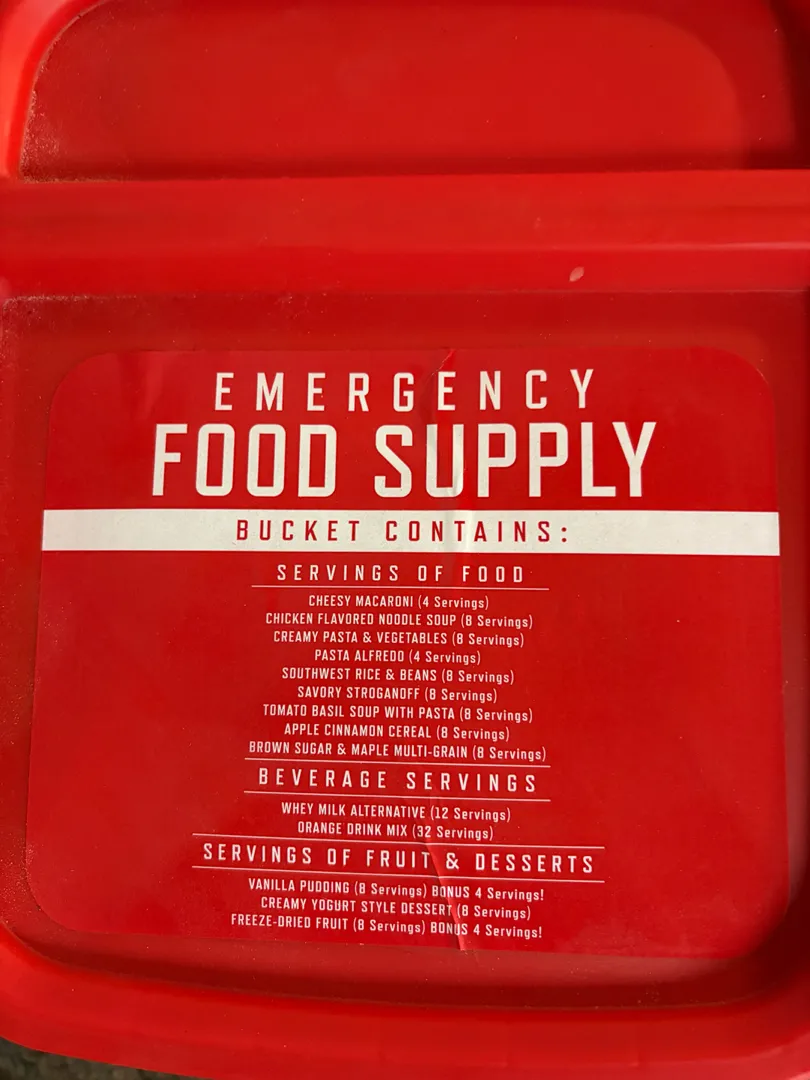 EMERGENCY
FOOD SUPPLY
BUCKET CONTAINS:
SERVINGS OF FOOD
CHEESY MACARONI (4 Servings)
CHICKEN FLAVORED NOODLE SOUP (8 Servings)
CREAMY PASTA & VEGETABLES (8 Servings)
PASTA ALFREDO (4 Servings)
SOUTHWEST RICE & BEANS (8 Servings)
SAVORY STROGANOFF (8 Servings)
TOMATO BASIL SOUP WITH PASTA (8 Servings)
APPLE CINNAMON CEREAL (8 Servings)
BROWN SUGAR & MAPLE MULTI-GRAIN (8 Servings)
BEVERAGE SERVINGS
WHEY MILK ALTERNATIVE (12 Servings)
ORANGE DRINK MIX (32 Servings)
SERVINGS OF FRUIT & DESSERTS
VANILLA PUDDING (8 Servings) BONUS 4 Servings!
CREAMY YOGURT STYLE DESSERT (8 Servings)
FREEZE-DRIED FRUIT (8 Servings) BONUS 4 Servings!